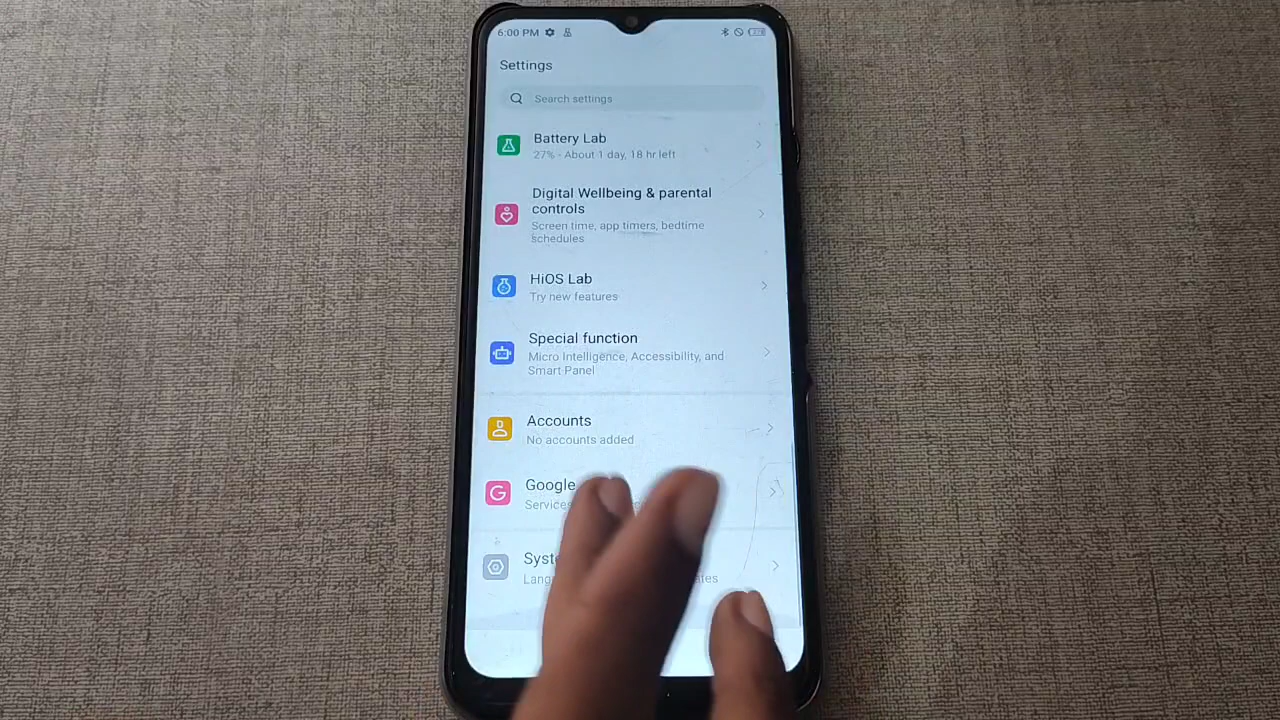 6:00 PM
Settings
Search settings
Battery Lab
27% - About 1 day, 18 hr left
Digital Wellbeing & parental
controls
Screen time, app timers, bedtime
schedules
HiOS Lab
Try new features
Special function
Micro Intelligence, Accessibility, and
Smart Panel
Accounts
No accounts added
Google
Services